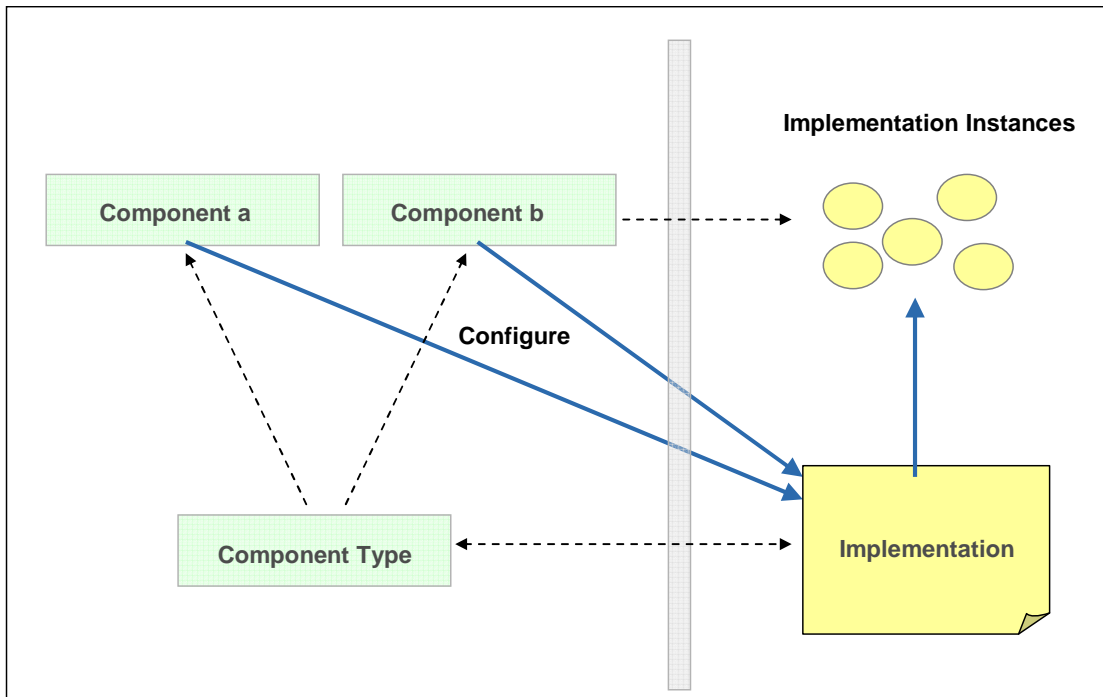 Implementation Instances
Component a
Component b
Configure
Component Type
Implementation